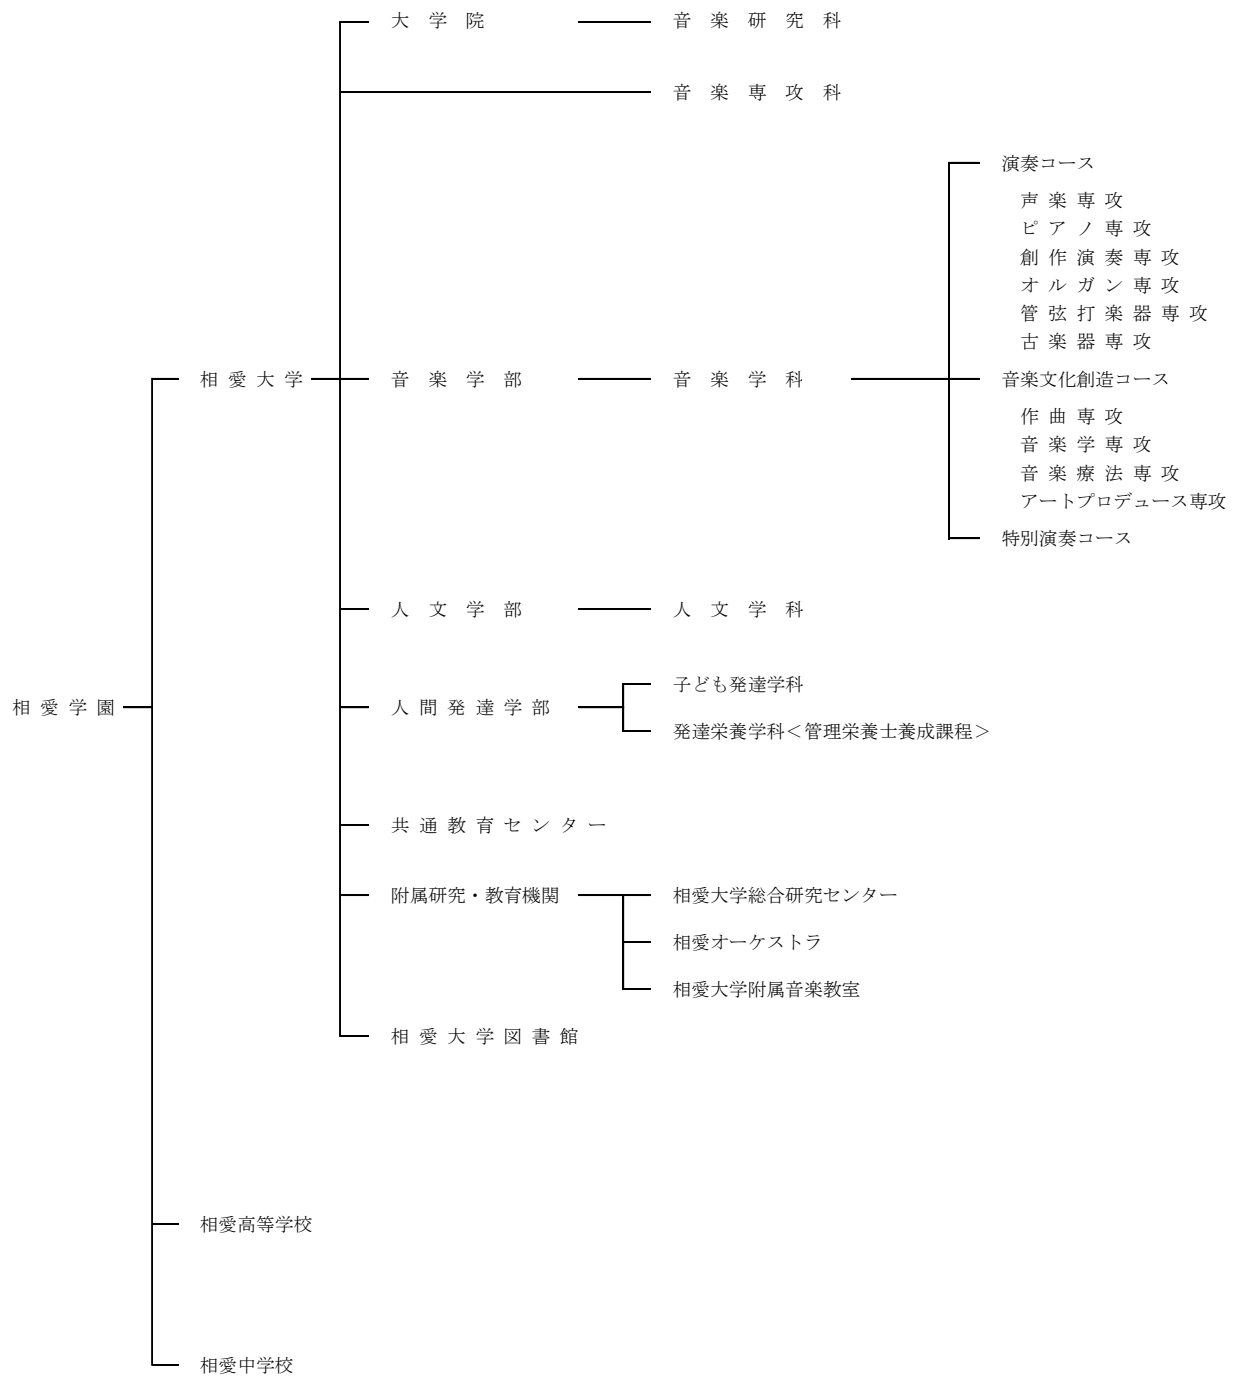 大学院 音楽研究科
音楽専攻科
演奏コース
声楽専攻
ピアノ専攻
創作演奏専攻
オルガン専攻
管弦打楽器専攻
古楽器専攻
相愛大学 音楽学部 音楽学科 音楽文化創造コース
作曲専攻
音楽学専攻
音楽療法専攻
アートプロデュース専攻
特別演奏コース
人文学部 人文学科
子ども発達学科
相愛学園 人間発達学部
発達栄養学科＜管理栄養士養成課程＞
共通教育センター
附属研究・教育機関 相愛大学総合研究センター
相愛オーケストラ
相愛大学附属音楽教室
相愛大学図書館
相愛高等学校
相愛中学校